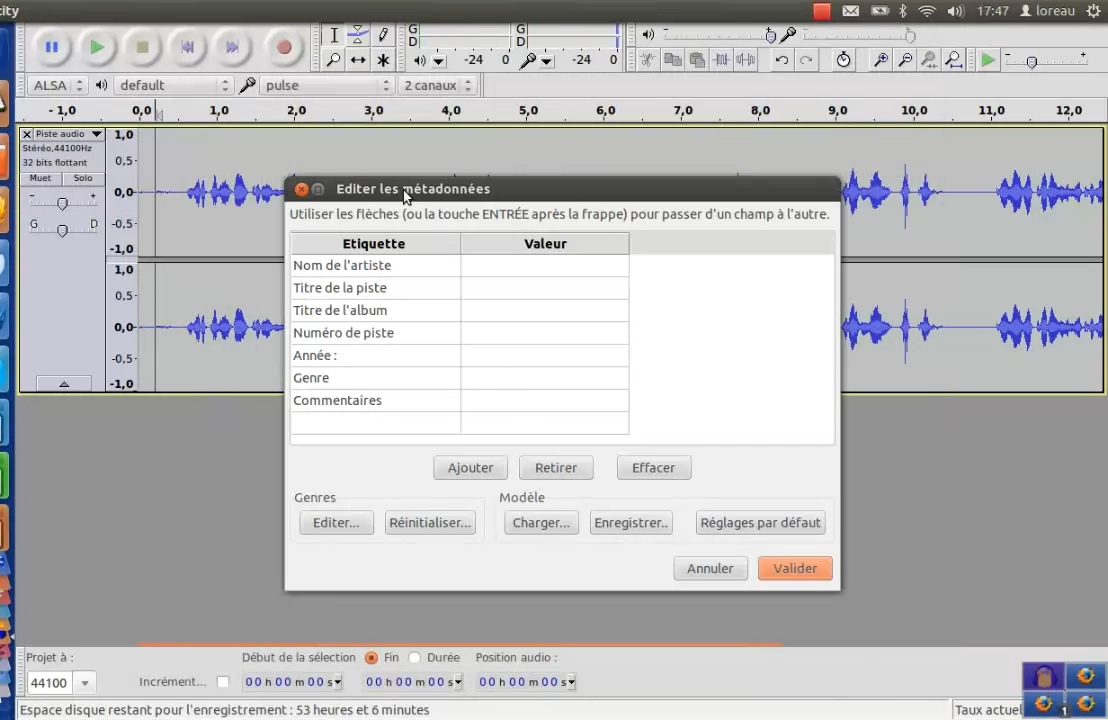 city
17:47 loreau
G
D
-24 0
G
D
-24 0
ALSA default pulse 2 canaux
- 1,0 0,0 1,0 2,0 3,0 4,0 5,0 6,0 7,0 8,0 9,0 10,0 11,0 12,0
Piste audio
Stéréo,44100Hz
32 bits flottant
Muet Solo
- +
G D
1,0
0,5
0,0
-0,5
-1,0
1,0
0,5
0,0
-0,5
-1,0
Editer les métadonnées
Utiliser les flèches (ou la touche ENTRÉE après la frappe) pour passer d'un champ à l'autre.
Etiquette Valeur
Nom de l'artiste
Titre de la piste
Titre de l'album
Numéro de piste
Année :
Genre
Commentaires
Ajouter Retirer Effacer
Genres Modèle
Editer... Réinitialiser... Charger... Enregistrer.. Réglages par défaut
Annuler Valider
Projet à : Début de la sélection Fin Durée Position audio :
44100 Incrément... 00 h 00 m 00 s 00 h 00 m 00 s 00 h 00 m 00 s
Espace disque restant pour l'enregistrement : 53 heures et 6 minutes Taux actuel
1